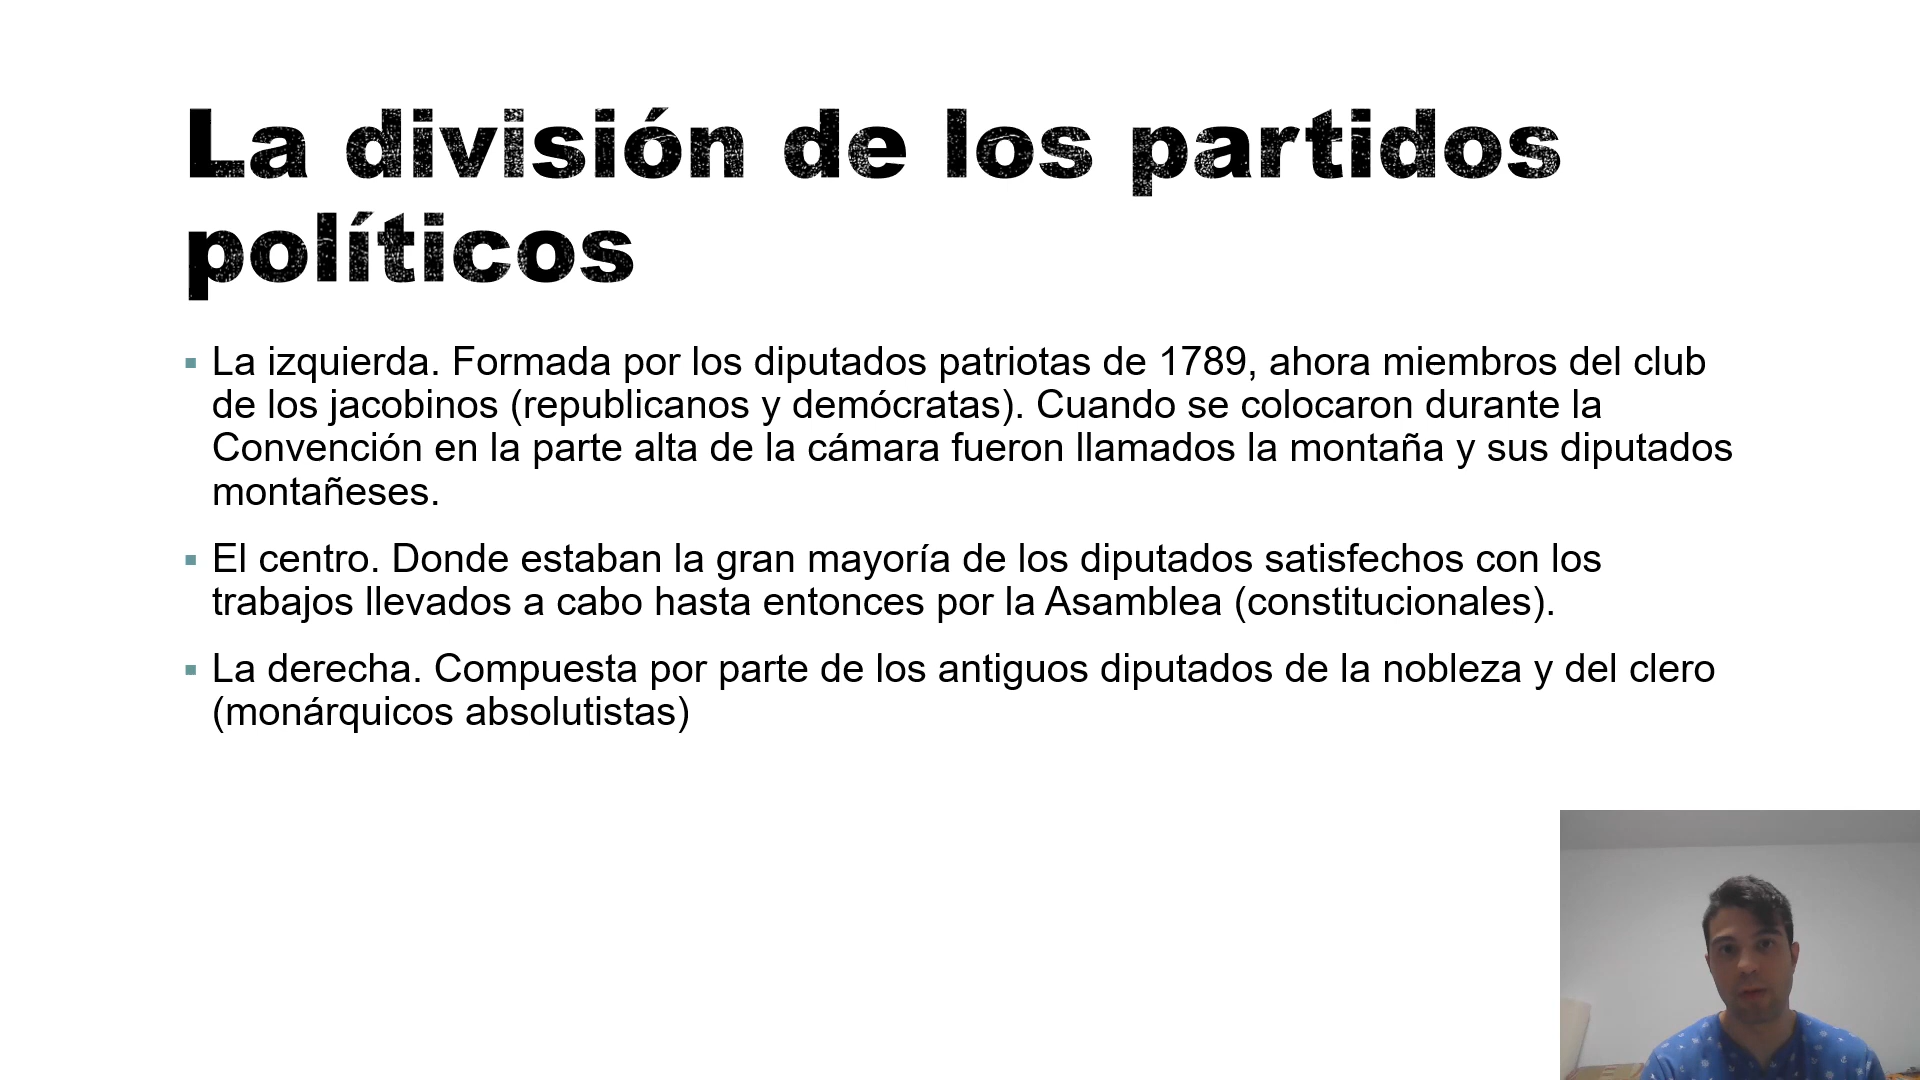 La división de los partidos
políticos
▪ La izquierda. Formada por los diputados patriotas de 1789, ahora miembros del club
de los jacobinos (republicanos y demócratas). Cuando se colocaron durante la
Convención en la parte alta de la cámara fueron llamados la montaña y sus diputados
montañeses.
▪ El centro. Donde estaban la gran mayoría de los diputados satisfechos con los
trabajos llevados a cabo hasta entonces por la Asamblea (constitucionales).
▪ La derecha. Compuesta por parte de los antiguos diputados de la nobleza y del clero
(monárquicos absolutistas)